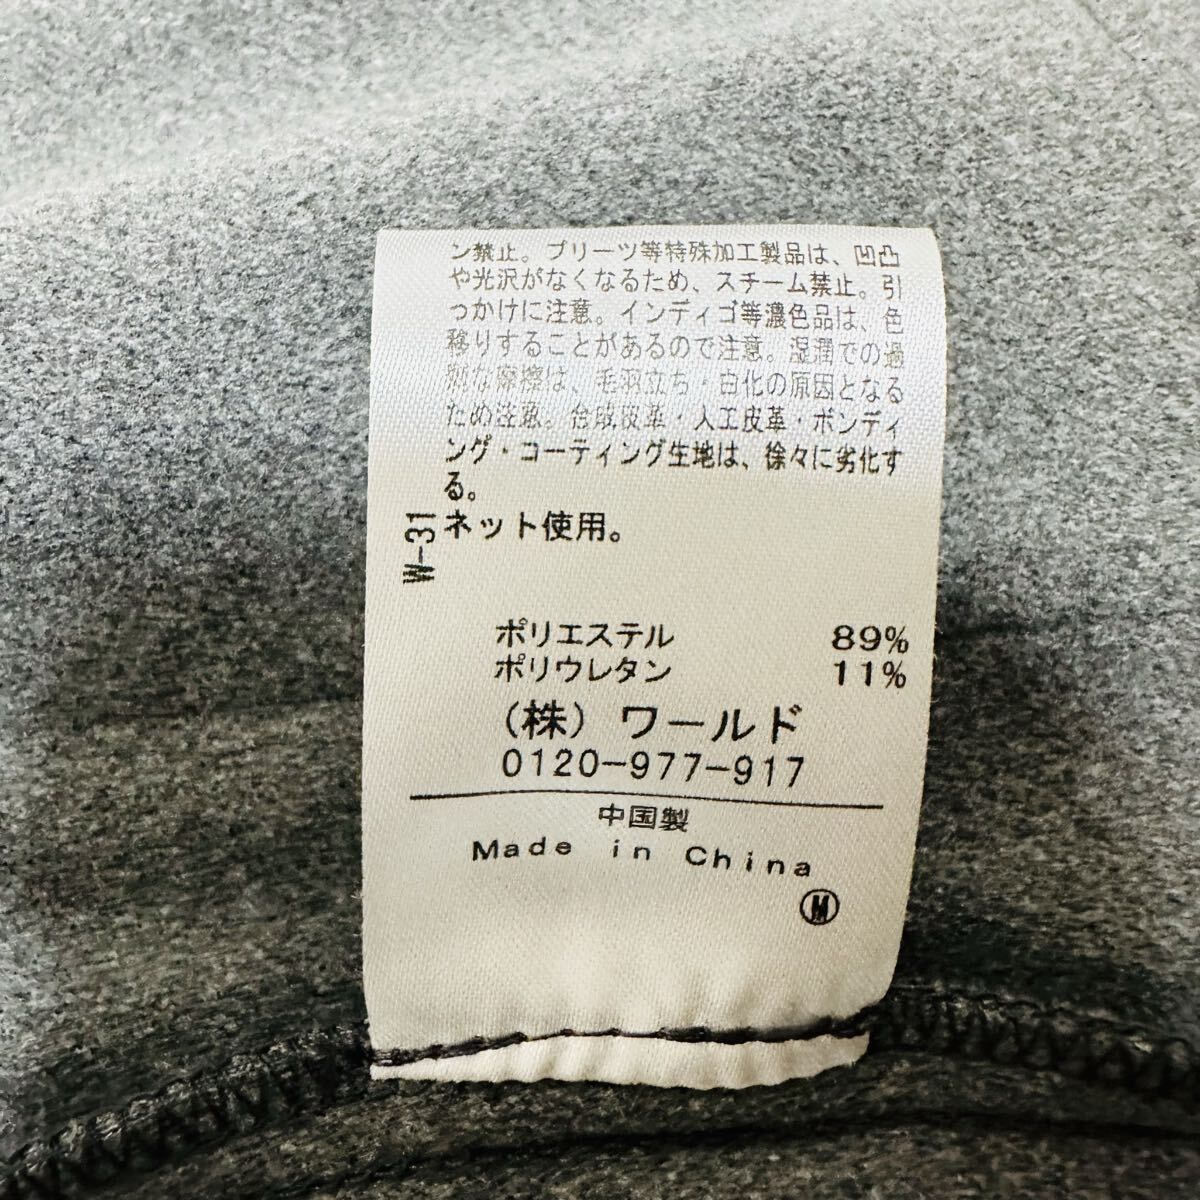 ン禁止。プリーツ等特殊加工製品は、凹凸
や光沢がなくなるため、スチーム禁止。引
っかけに注意。インディゴ等濃色品は、色
移りすることがあるので注意。湿潤での過
剰な摩擦は、毛羽立ち・白化の原因となる
ため注意。合成皮革・人工皮革・ボンディ
ング・コーティング生地は、徐々に劣化す
る。
ネット使用。
W-31
ポリエステル 89%
ポリウレタン 11%
(株) ワールド
0120-977-917
中国製
Made in China
Ⓜ